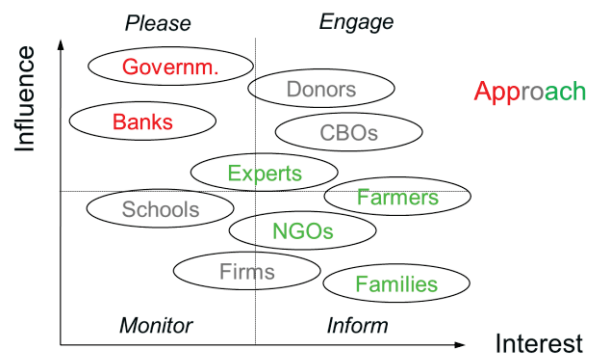 Please
Engage
Influence
Governm.
Donors
Approach
Banks
CBOs
Experts
Farmers
Schools
NGOs
Firms
Families
Monitor
Inform
Interest